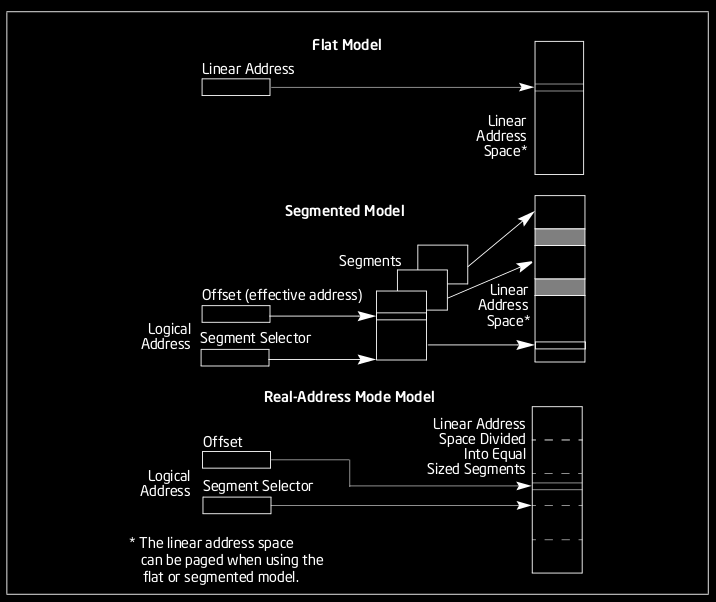 Flat Model
Linear Address
Linear
Address
Space*
Segmented Model
Segments
Offset (effective address)
Logical
Address
Segment Selector
Linear
Address
Space*
Real-Address Mode Model
Linear Address
Space Divided
Into Equal
Sized Segments
Offset
Logical
Address
Segment Selector
* The linear address space
can be paged when using the
flat or segmented model.